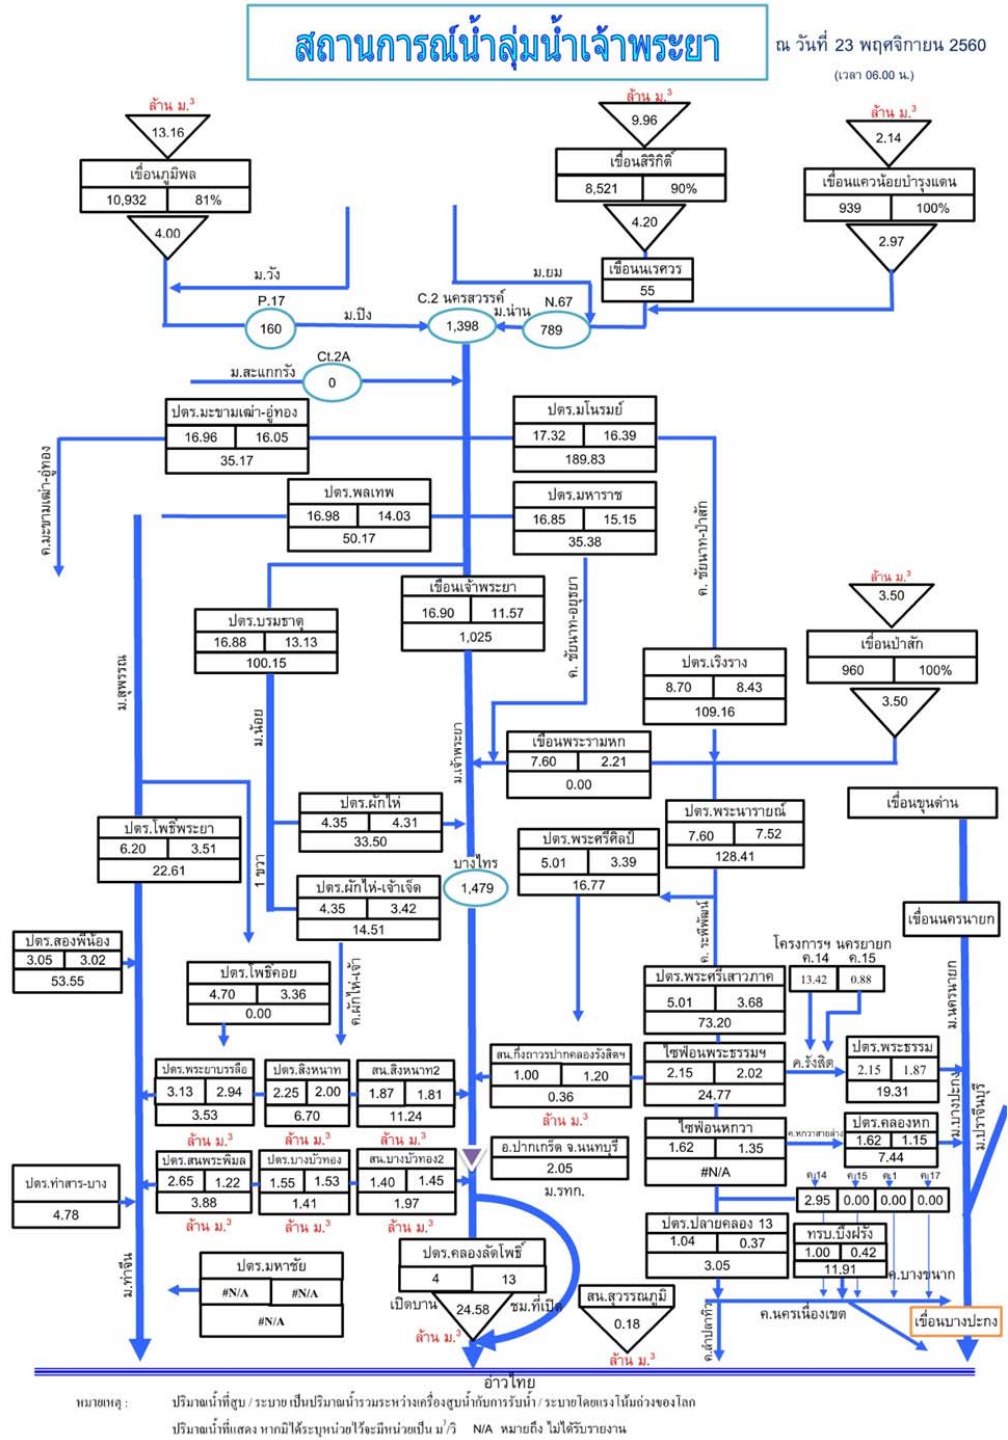 สถานการณ์น้ำลุ่มน้ำเจ้าพระยา
ณ วันที่ 23 พฤศจิกายน 2560
(เวลา 06.00 น.)
ล้าน ม.³
13.16
เขื่อนภูมิพล
10,932 81%
4.00
ล้าน ม.³
9.96
เขื่อนสิริกิติ์
8,521 90%
4.20
ล้าน ม.³
2.14
เขื่อนแควน้อยบำรุงแดน
939 100%
2.97
เขื่อนนเรศวร
55
ม.วัง
ม.ยม
P.17
160
ม.ปิง
C.2 นครสวรรค์
1,398
ม.น่าน
N.67
789
Ct.2A
ม.สะแกกรัง
0
ปตร.มะขามเฒ่า-อู่ทอง
16.96 16.05
35.17
ปตร.มโนรมย์
17.32 16.39
189.83
ค.มะขามเฒ่า-อู่ทอง
ปตร.พลเทพ
16.98 14.03
50.17
ปตร.มหาราช
16.85 15.15
35.38
ค. ชัยนาท-ป่าสัก
เขื่อนเจ้าพระยา
16.90 11.57
1,025
ค. ชัยนาท-อยุธยา
ปตร.บรมธาตุ
16.88 13.13
100.15
ล้าน ม.³
3.50
เขื่อนป่าสัก
960 100%
3.50
ปตร.เริงราง
8.70 8.43
109.16
ม.สุพรรณ
ม.น้อย
ม.เจ้าพระยา
เขื่อนพระรามหก
7.60 2.21
0.00
ปตร.ผักไห่
4.35 4.31
33.50
ปตร.พระนารายณ์
7.60 7.52
128.41
เขื่อนขุนด่าน
ปตร.โพธิ์พระยา
6.20 3.51
22.61
ปตร.พระศรีศิลป์
5.01 3.39
16.77
1 ขวา
บางไทร
1,479
ปตร.ผักไห่-เจ้าเจ็ด
4.35 3.42
14.51
ค. ระพีพัฒน์
เขื่อนนครนายก
ปตร.สองพี่น้อง
3.05 3.02
53.55
ปตร.โพธิ์คอย
4.70 3.36
0.00
ค.ผักไห่-เจ้า
ปตร.พระศรีเสาวภาค
5.01 3.68
73.20
โครงการฯ นครนายก
ค.14 ค.15
13.42 0.88
ม.นครนายก
ปตร.พระยาบรรลือ
3.13 2.94
3.53
ล้าน ม.³
ปตร.สิงหนาท
2.25 2.00
6.70
ล้าน ม.³
สน.สิงหนาท2
1.87 1.81
11.24
ล้าน ม.³
สน.กึ่งถาวรปากคลองรังสิตฯ
1.00 1.20
0.36
ล้าน ม.³
ไซฟ่อนพระธรรมฯ
2.15 2.02
24.77
ค.รังสิต
ปตร.พระธรรม
2.15 1.87
19.31
ม.บางปะกง
ม.ปราจีนบุรี
ไซฟ่อนหกวา
1.62 1.35
#N/A
ค.หกวาสายล่าง
ปตร.คลองหก
1.62 1.15
7.44
ปตร.สนพระพิมล
2.65 1.22
3.88
ล้าน ม.³
ปตร.บางบัวทอง
1.55 1.53
1.41
ล้าน ม.³
สน.บางบัวทอง2
1.40 1.45
1.97
ล้าน ม.³
อ.ปากเกร็ด จ.นนทบุรี
2.05
ม.รทก.
ปตร.ท่าสาร-บาง
4.78
ค.14 ค.15 ค.1 ค.17
2.95 0.00 0.00 0.00
ปตร.ปลายคลอง 13
1.04 0.37
3.05
ทรบ.บึงฝรั่ง
1.00 0.42
11.91
ค.บางขนาก
ม.ท่าจีน
ปตร.มหาชัย
#N/A #N/A
#N/A
ปตร.คลองลัดโพธิ์
4 13
เปิดบาน 24.58 ชม.ที่เปิด
ล้าน ม.³
สน.สุวรรณภูมิ
0.18
ล้าน ม.³
ค.ลำปลาทิว
ค.นครเนื่องเขต
เขื่อนบางปะกง
อ่าวไทย
หมายเหตุ : ปริมาณน้ำที่สูบ / ระบาย เป็นปริมาณน้ำรวมระหว่างเครื่องสูบน้ำกับการรับน้ำ / ระบายโดยแรงโน้มถ่วงของโลก
ปริมาณน้ำที่แสดง หากมิได้ระบุหน่วยไว้จะมีหน่วยเป็น ม³/วิ N/A หมายถึง ไม่ได้รับรายงาน